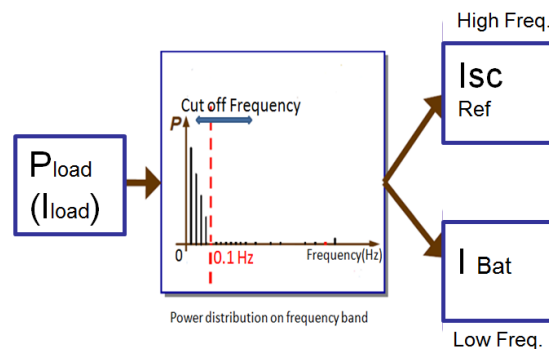 High Freq.
Isc
Ref
Cut off Frequency
P
Pload
(Iload)
0
0.1 Hz
Frequency(Hz)
I Bat
Power distribution on frequency band
Low Freq.